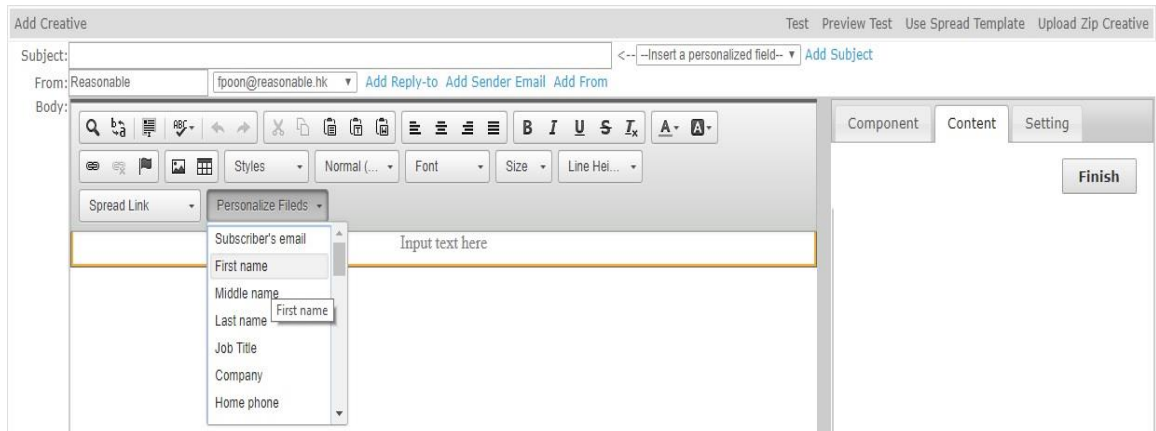 Add Creative Test Preview Test Use Spread Template Upload Zip Creative
Subject: <-- --Insert a personalized field-- Add Subject
From: Reasonable fpoon@reasonable.hk Add Reply-to Add Sender Email Add From
Body:
Component Content Setting
ABC B I U S Ix A A
Styles Normal (... Font Size Line Hei...
Finish
Spread Link Personalize Fileds
Input text here
Subscriber's email
First name
Middle name
First name
Last name
Job Title
Company
Home phone